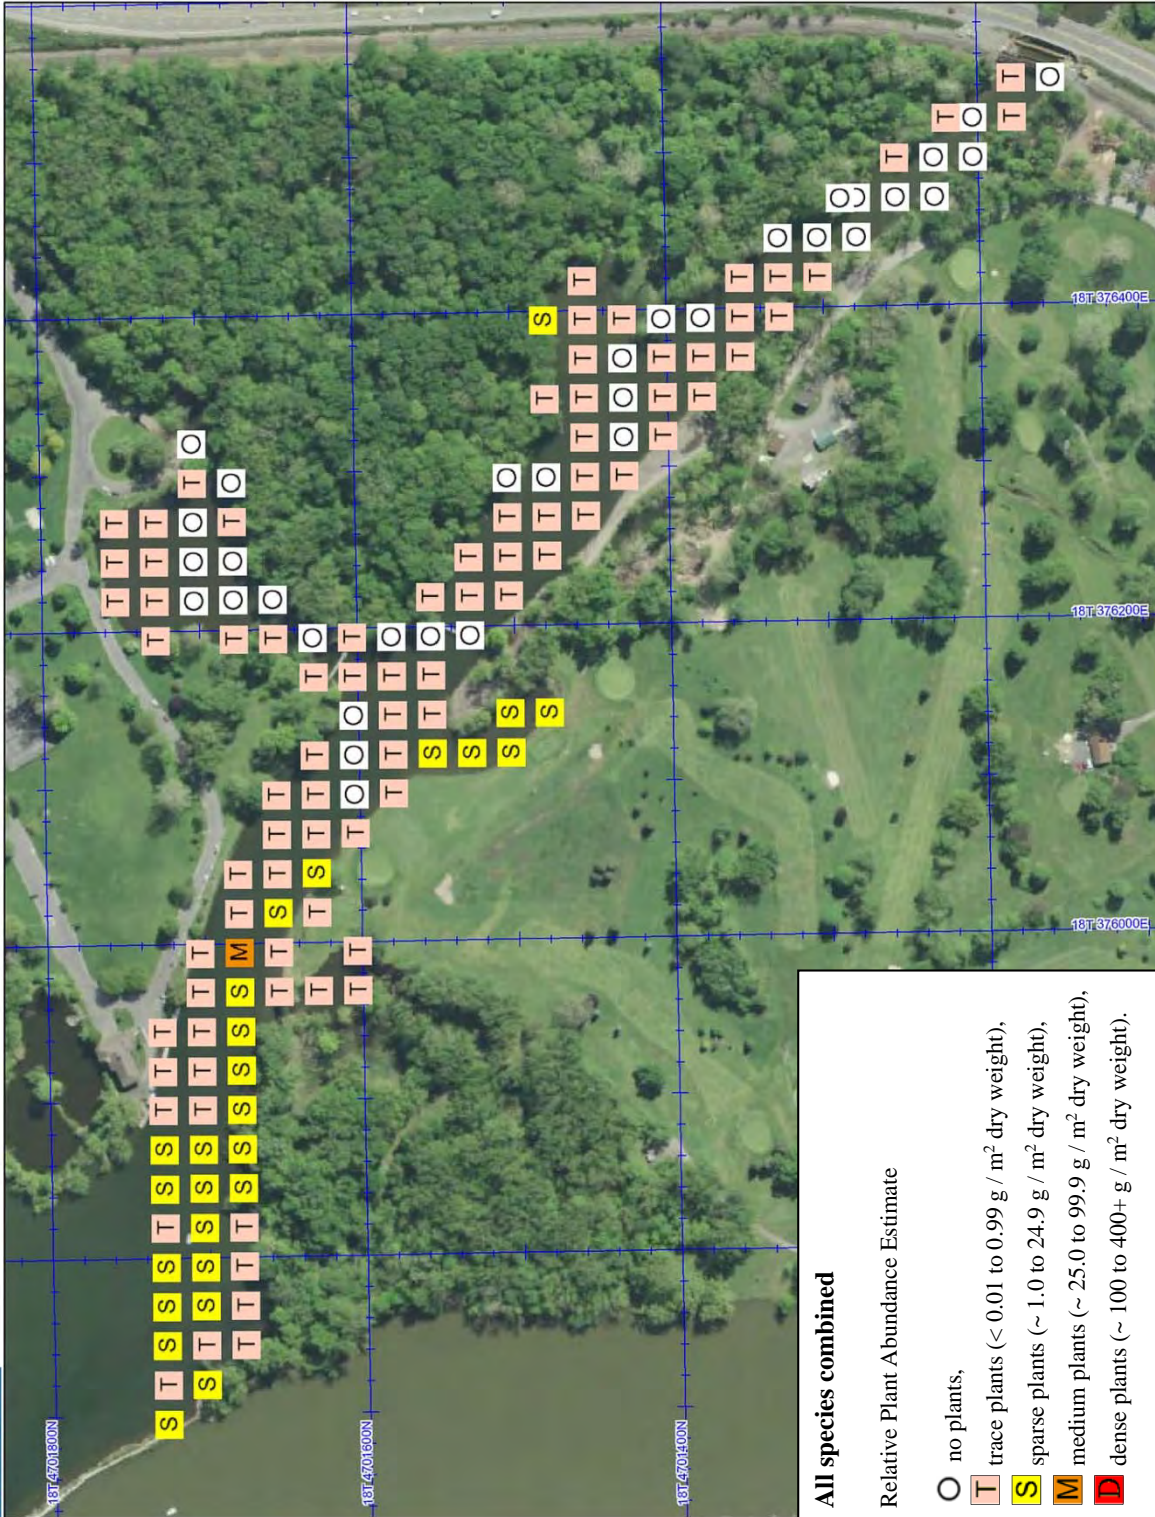 18T 4701800N
T T T
S T S S S T S S T T T T T T T
S T S S S S S T T T T T O O O T O
T T T T S S S S S S M T T T O O T O
T T S T T T T O
T T S T T T T O
18T 4701600N
T T T O O O T T
T T T T O
S T T O T
S O T T
S S T T T O
S T T O T S
T T T T T T T
T O O O T
T T T O
18T 4701400N
T T O
T T T
T T O
T O
O O
O
O T
O O T
O O
T T
O
18T 376000E
18T 376200E
18T 376400E
All species combined
Relative Plant Abundance Estimate
O no plants,
T trace plants (< 0.01 to 0.99 g / m² dry weight),
S sparse plants (~ 1.0 to 24.9 g / m² dry weight),
M medium plants (~ 25.0 to 99.9 g / m² dry weight),
D dense plants (~ 100 to 400+ g / m² dry weight).